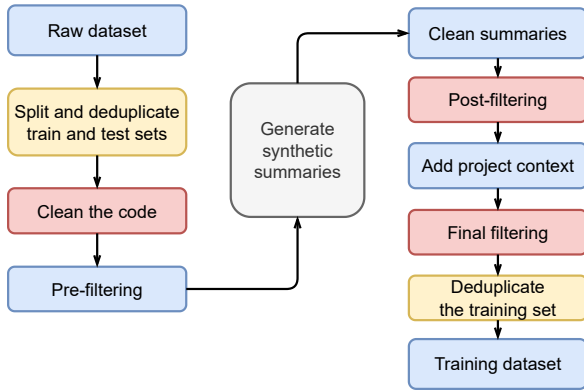 Raw dataset
Split and deduplicate
train and test sets
Clean the code
Pre-filtering
Generate
synthetic
summaries
Clean summaries
Post-filtering
Add project context
Final filtering
Deduplicate
the training set
Training dataset